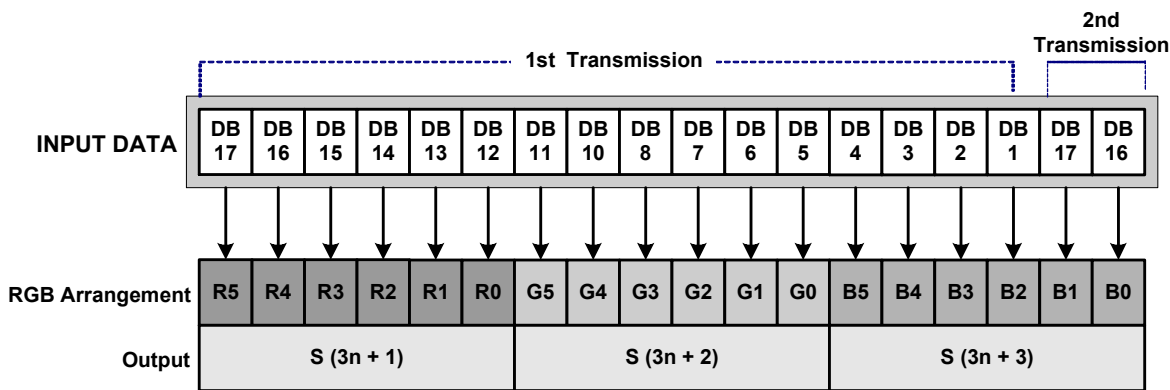 2nd
Transmission
1st Transmission
INPUT DATA
DB DB DB DB DB DB DB DB DB DB DB DB DB DB DB DB DB DB
17 16 15 14 13 12 11 10 8 7 6 5 4 3 2 1 17 16
RGB Arrangement R5 R4 R3 R2 R1 R0 G5 G4 G3 G2 G1 G0 B5 B4 B3 B2 B1 B0
Output S (3n + 1) S (3n + 2) S (3n + 3)